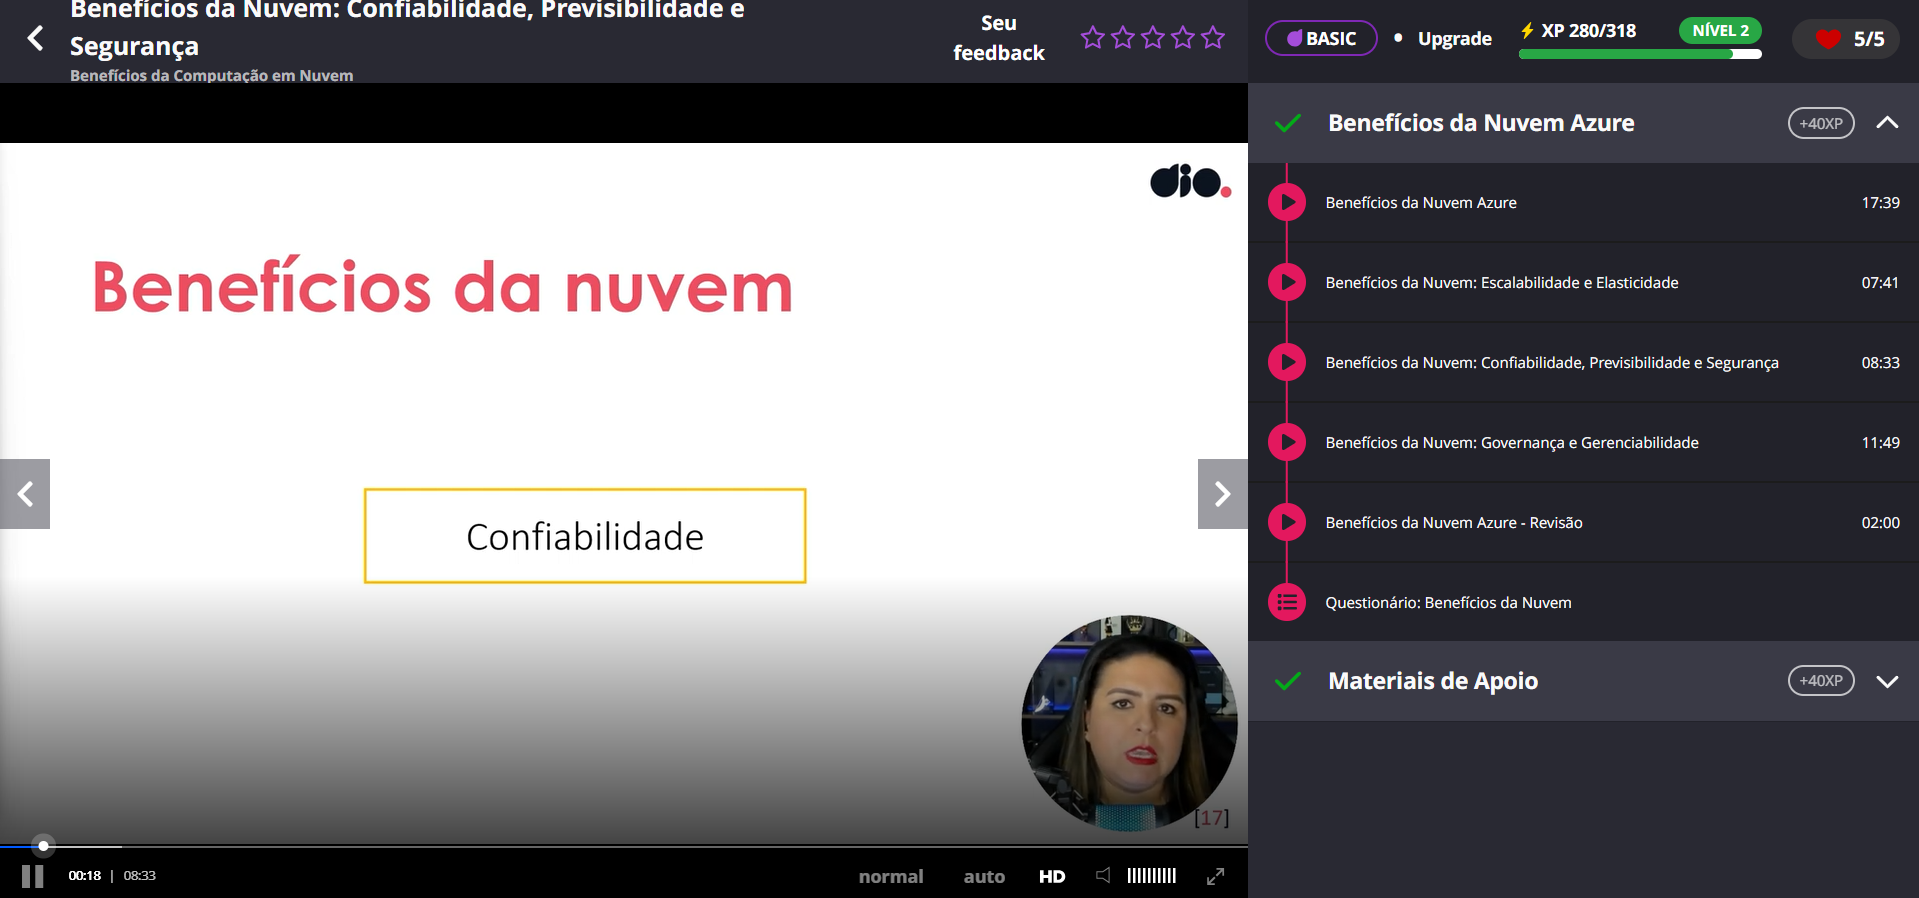 Benefícios da Nuvem: Confiabilidade, Previsibilidade e
Segurança
Benefícios da Computação em Nuvem
Seu
feedback
BASIC
• Upgrade
XP 280/318
NÍVEL 2
5/5
dio.
Benefícios da nuvem
Confiabilidade
[17]
00:18 | 08:33
normal
auto
HD
Benefícios da Nuvem Azure
+40XP
Benefícios da Nuvem Azure
17:39
Benefícios da Nuvem: Escalabilidade e Elasticidade
07:41
Benefícios da Nuvem: Confiabilidade, Previsibilidade e Segurança
08:33
Benefícios da Nuvem: Governança e Gerenciabilidade
11:49
Benefícios da Nuvem Azure - Revisão
02:00
Questionário: Benefícios da Nuvem
Materiais de Apoio
+40XP